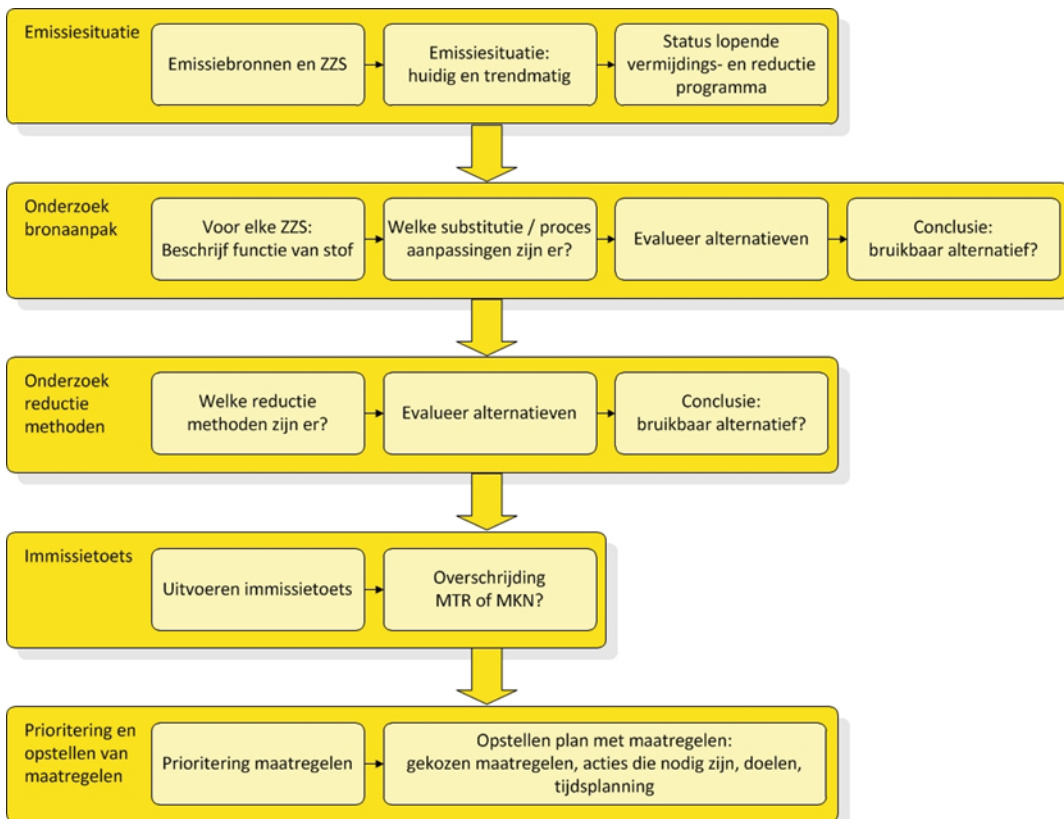 Emissiesituatie
Emissiebronnen en ZZS
Emissiesituatie:
huidig en trendmatig
Status lopende
vermijdings- en reductie
programma
Onderzoek
bronaanpak
Voor elke ZZS:
Beschrijf functie van stof
Welke substitutie / proces
aanpassingen zijn er?
Evalueer alternatieven
Conclusie:
bruikbaar alternatief?
Onderzoek
reductie
methoden
Welke reductie
methoden zijn er?
Evalueer alternatieven
Conclusie:
bruikbaar alternatief?
Immissietoets
Uitvoeren immissietoets
Overschrijding
MTR of MKN?
Prioritering en
opstellen van
maatregelen
Prioritering maatregelen
Opstellen plan met maatregelen:
gekozen maatregelen, acties die nodig zijn, doelen,
tijdsplanning